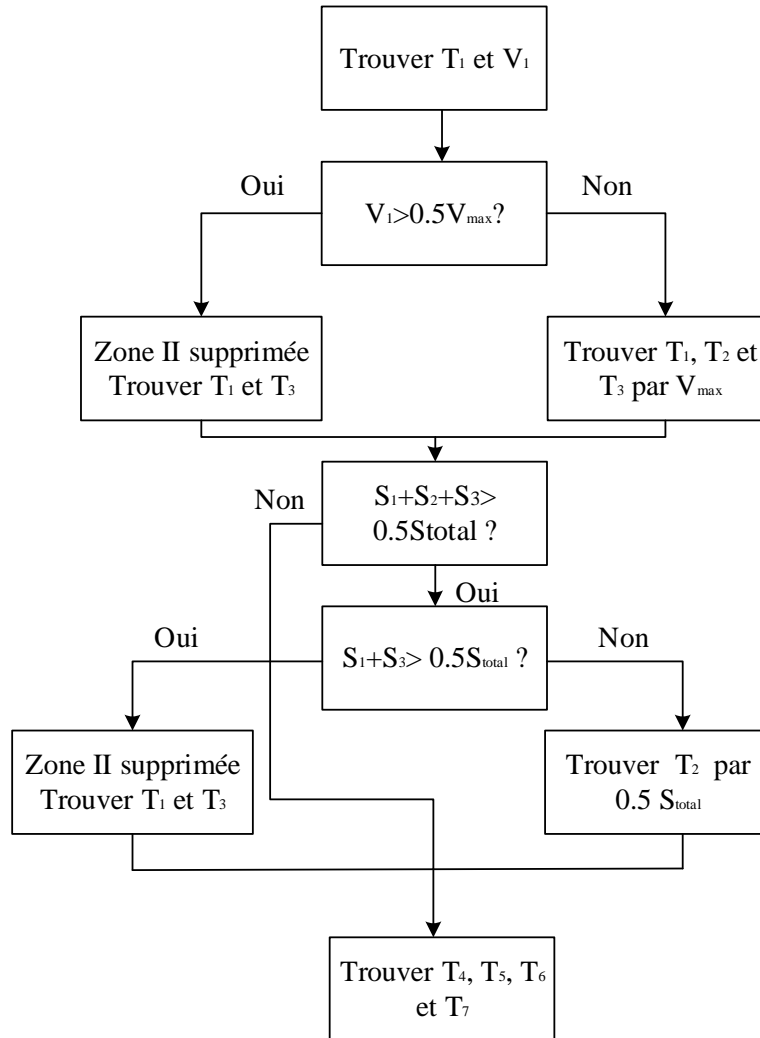 Trouver T₁ et V₁
Oui
Non
V₁>0.5Vmax?
Zone II supprimée
Trouver T₁ et T₃
Trouver T₁, T₂ et
T₃ par Vmax
Non
S₁+S₂+S₃>
0.5Stotal ?
Oui
Oui
Non
S₁+S₃> 0.5Stotal ?
Zone II supprimée
Trouver T₁ et T₃
Trouver T₂ par
0.5 Stotal
Trouver T₄, T₅, T₆
et T₇